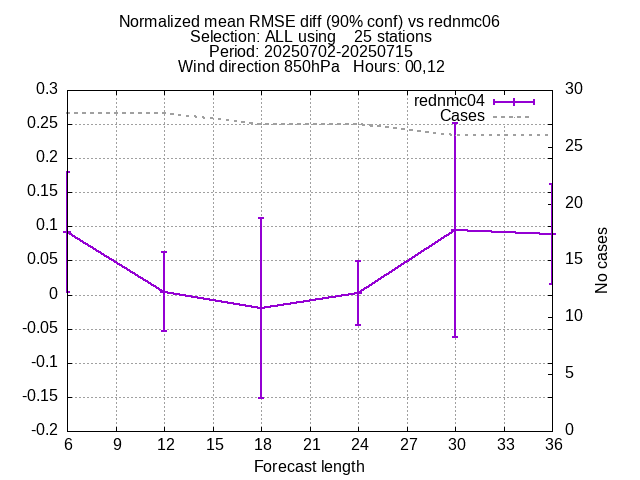 Normalized mean RMSE diff (90% conf) vs rednmc06
Selection: ALL using    25 stations
Period: 20250702-20250715
Wind direction 850hPa   Hours: 00,12
rednmc04
Cases
0.3
0.25
0.2
0.15
0.1
0.05
0
-0.05
-0.1
-0.15
-0.2
30
25
20
15
10
5
0
No cases
6 9 12 15 18 21 24 27 30 33 36
Forecast length